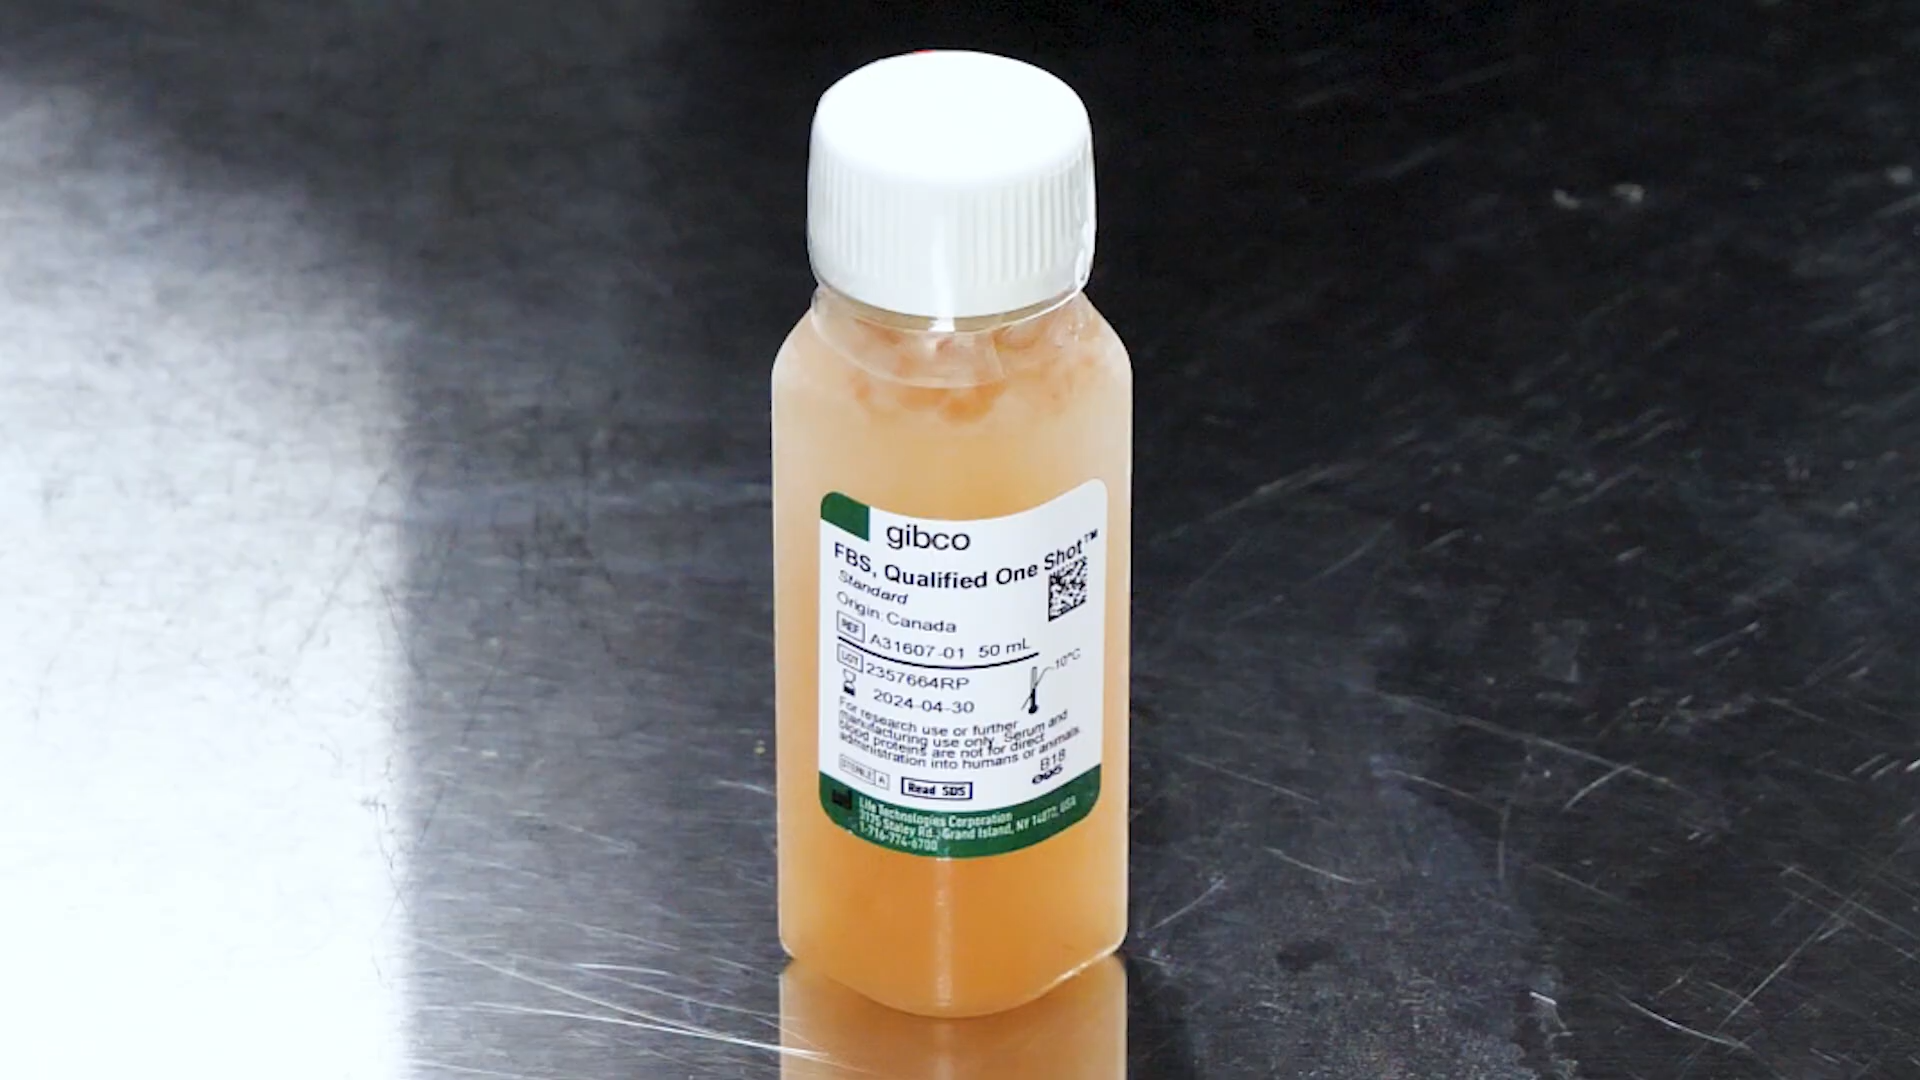 gibco
FBS, Qualified One Shot™
Standard
Origin: Canada
REF A31607-01 50 mL
LOT 2357664RP
-10°C
2024-04-30
For research use or further
manufacturing use only. Serum and
blood proteins are not for direct
administration into humans or animals.
B18
STERILE A
Read SDS
Life Technologies Corporation
3175 Staley Rd. Grand Island, NY 14072, USA
1-716-774-6700